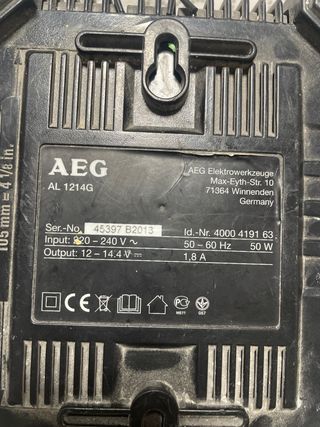 105 mm = 4 1/8 in.
AEG
AL 1214G
AEG Elektrowerkzeuge
Max-Eyth-Str. 10
71364 Winnenden
Germany
Ser.-No. 45397 B2013 Id.-Nr. 4000 4191 63
Input: 220 – 240 V ~ 50 – 60 Hz 50 W
Output: 12 – 14.4 V ⎓ 1,8 A
CE